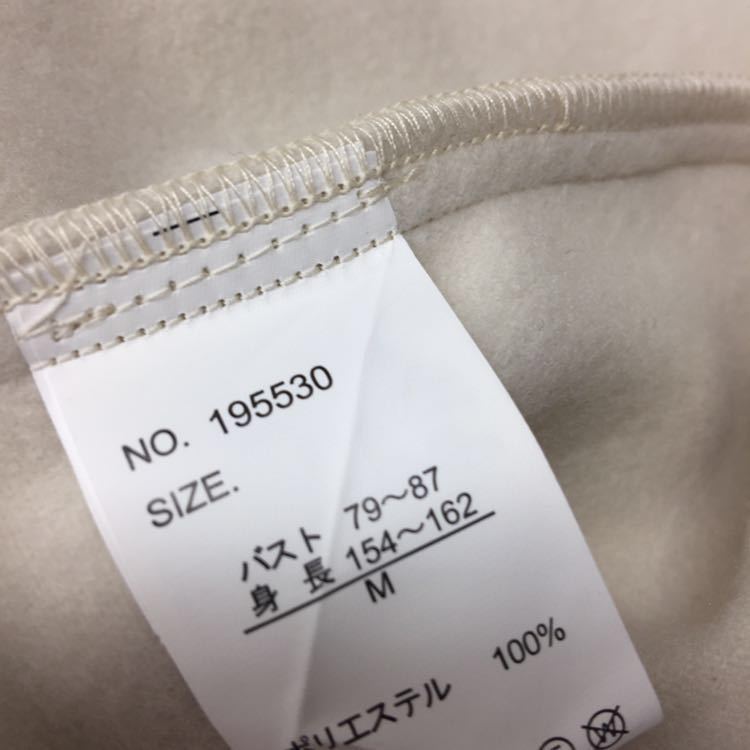 NO. 195530
SIZE.
バスト 79～87
身長 154～162
M
ポリエステル 100%